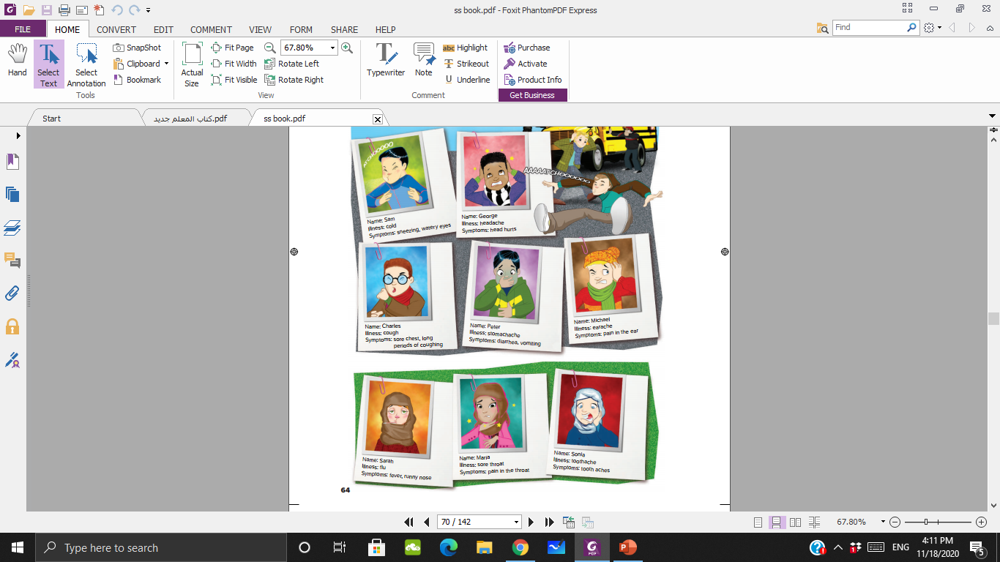 ss book.pdf - Foxit PhantomPDF Express
FILE HOME CONVERT EDIT COMMENT VIEW FORM SHARE HELP Find
Hand
Select Text
Select Annotation
SnapShot
Clipboard
Bookmark
Tools
Actual Size
Fit Page
Fit Width
Fit Visible
67.80%
Rotate Left
Rotate Right
View
Typewriter
Note
abc Highlight
T Strikeout
U Underline
Comment
Purchase
Activate
Product Info
Get Business
Start
كتاب المعلم جديد.pdf
ss book.pdf
ATCHOOOOO
AAAAATCHOOOOOO
Name: Sam
Illness: cold
Symptoms: sneezing, watery eyes
Name: George
Illness: headache
Symptoms: head hurts
Name: Charles
Illness: cough
Symptoms: sore chest, long
periods of coughing
Name: Peter
Illness: stomachache
Symptoms: diarrhea, vomiting
Name: Michael
Illness: earache
Symptoms: pain in the ear
Name: Sarah
Illness: flu
Symptoms: fever, runny nose
Name: Maria
Illness: sore throat
Symptoms: pain in the throat
Name: Sonia
Illness: toothache
Symptoms: tooth aches
64
70 / 142
67.80%
Type here to search
ENG
4:11 PM
11/18/2020
5